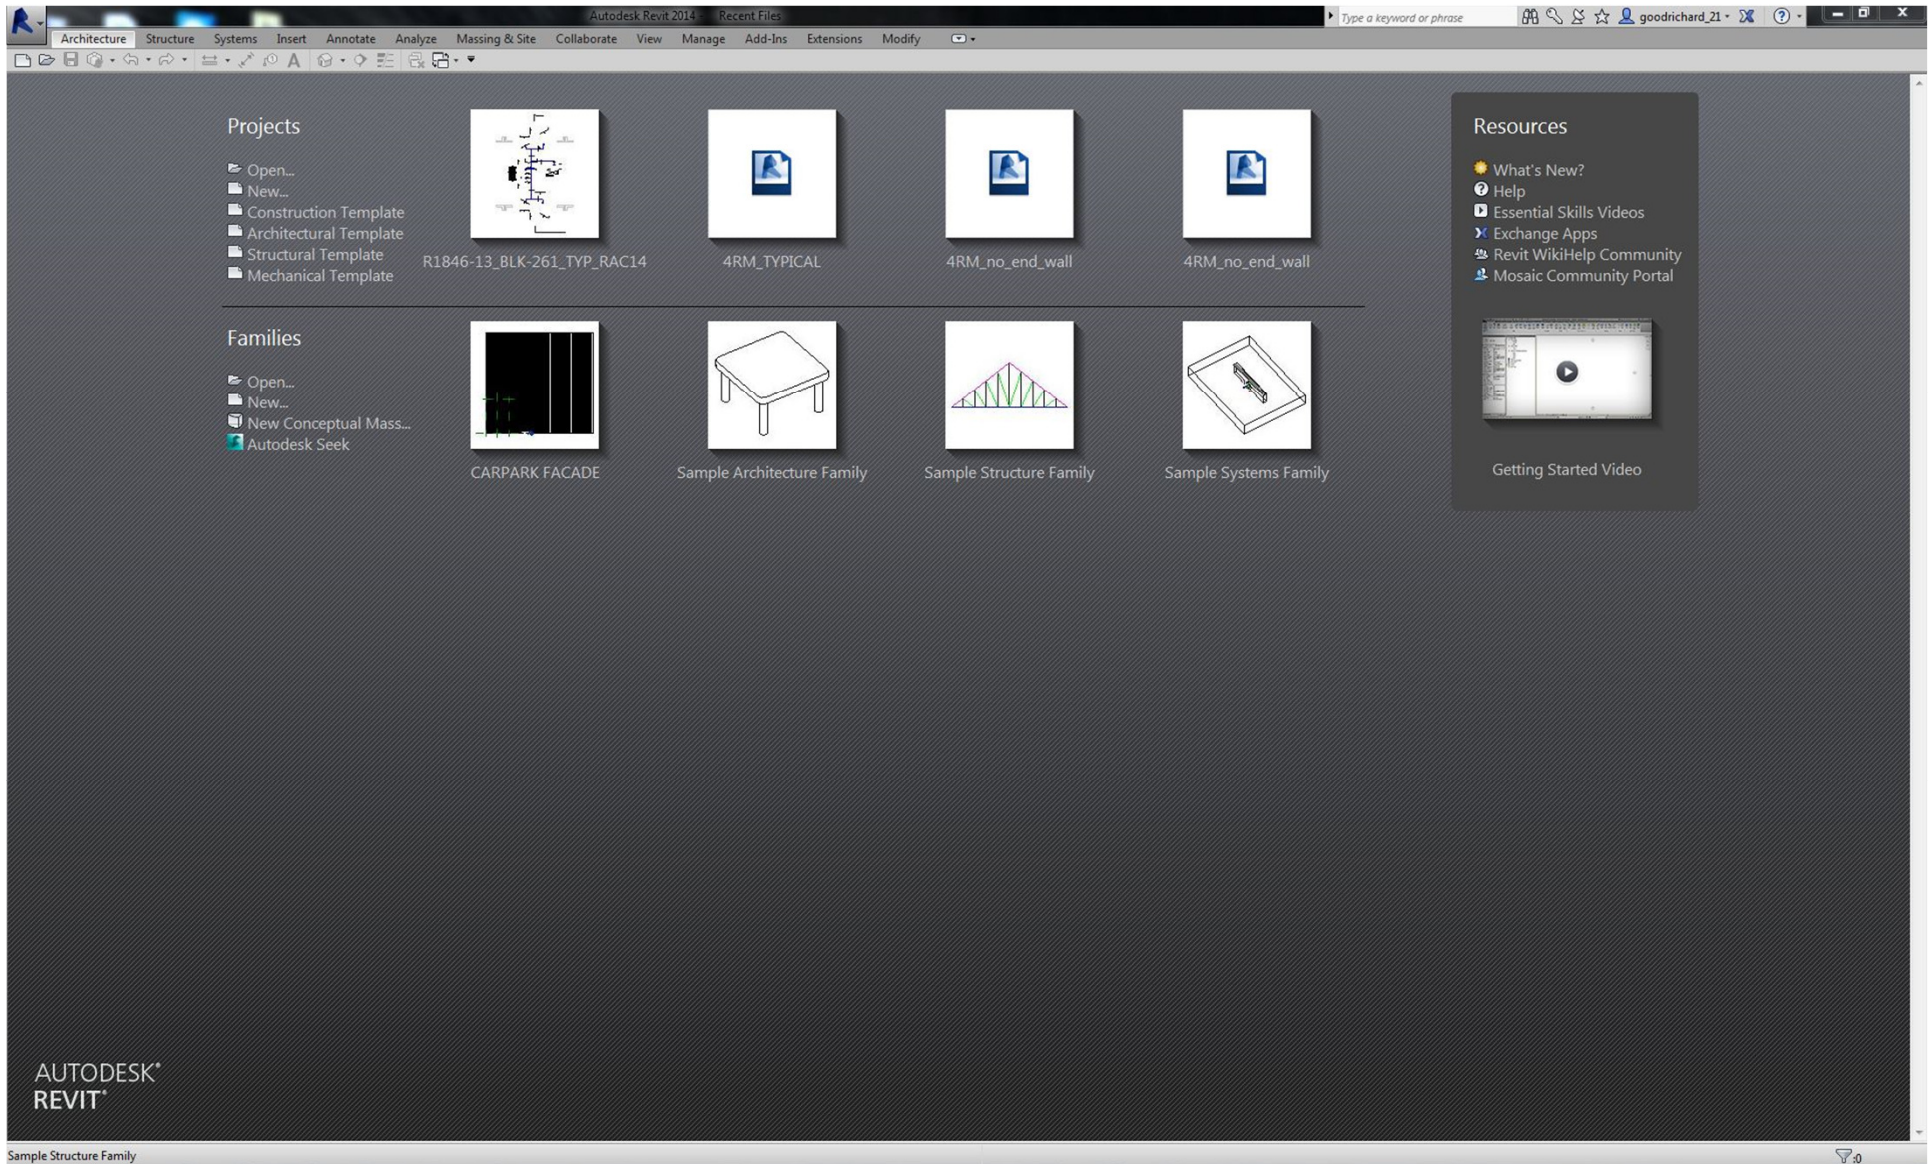 Autodesk Revit 2014 - Recent Files
Type a keyword or phrase
goodrichard_21
Architecture Structure Systems Insert Annotate Analyze Massing & Site Collaborate View Manage Add-Ins Extensions Modify
Projects
Open...
New...
Construction Template
Architectural Template
Structural Template
Mechanical Template
R1846-13_BLK-261_TYP_RAC14
4RM_TYPICAL
4RM_no_end_wall
4RM_no_end_wall
Families
Open...
New...
New Conceptual Mass...
Autodesk Seek
CARPARK FACADE
Sample Architecture Family
Sample Structure Family
Sample Systems Family
Resources
What's New?
Help
Essential Skills Videos
Exchange Apps
Revit WikiHelp Community
Mosaic Community Portal
Getting Started Video
AUTODESK®
REVIT®
Sample Structure Family
:0